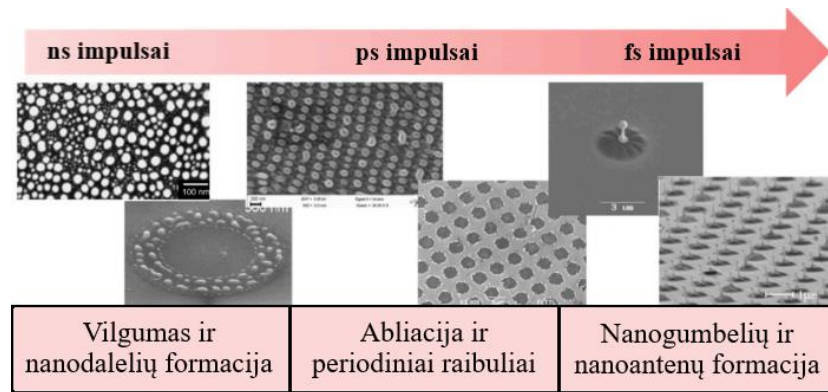 ns impulsai
ps impulsai
fs impulsai
100 nm
3 um
1µm
Vilgumas ir
nanodalelių formacija
Abliacija ir
periodiniai raibuliai
Nanogumbelių ir
nanoantenų formacija